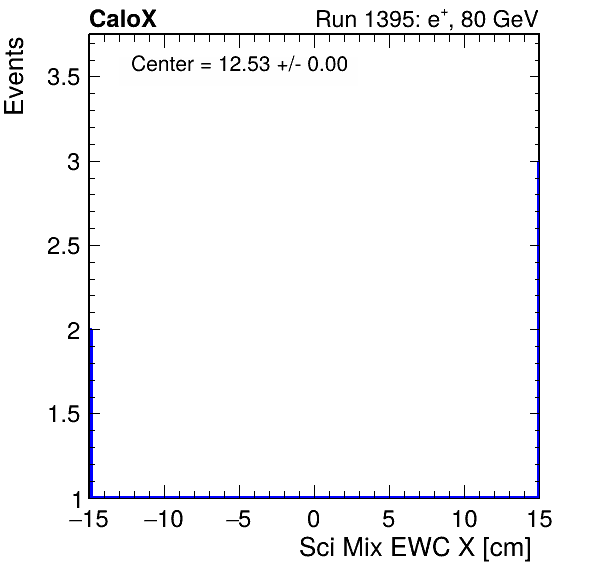 CaloX Run 1395: e⁺, 80 GeV
Center = 12.53 +/- 0.00
Events
3.5
3
2.5
2
1.5
1
−15 −10 −5 0 5 10 15
Sci Mix EWC X [cm]